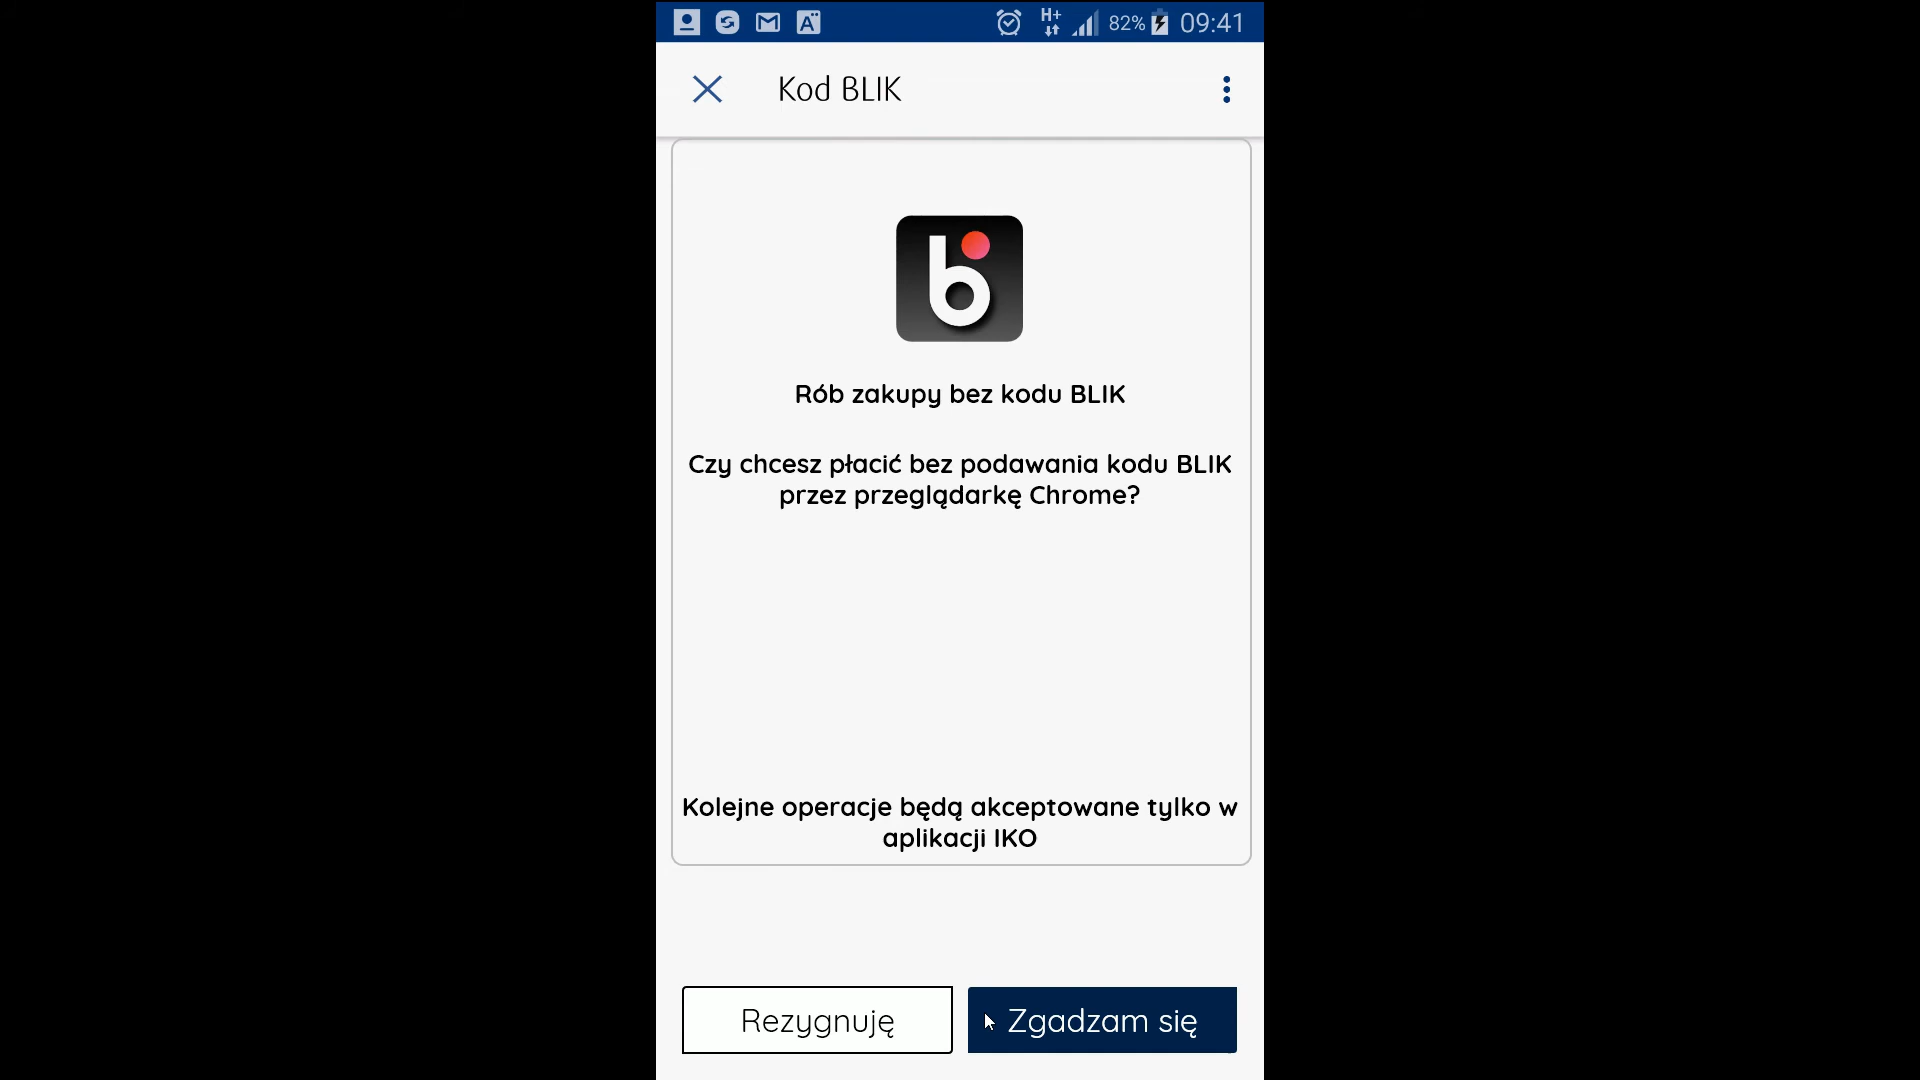 82% 09:41
Kod BLIK
Rób zakupy bez kodu BLIK
Czy chcesz płacić bez podawania kodu BLIK
przez przeglądarkę Chrome?
Kolejne operacje będą akceptowane tylko w
aplikacji IKO
Rezygnuję
Zgadzam się